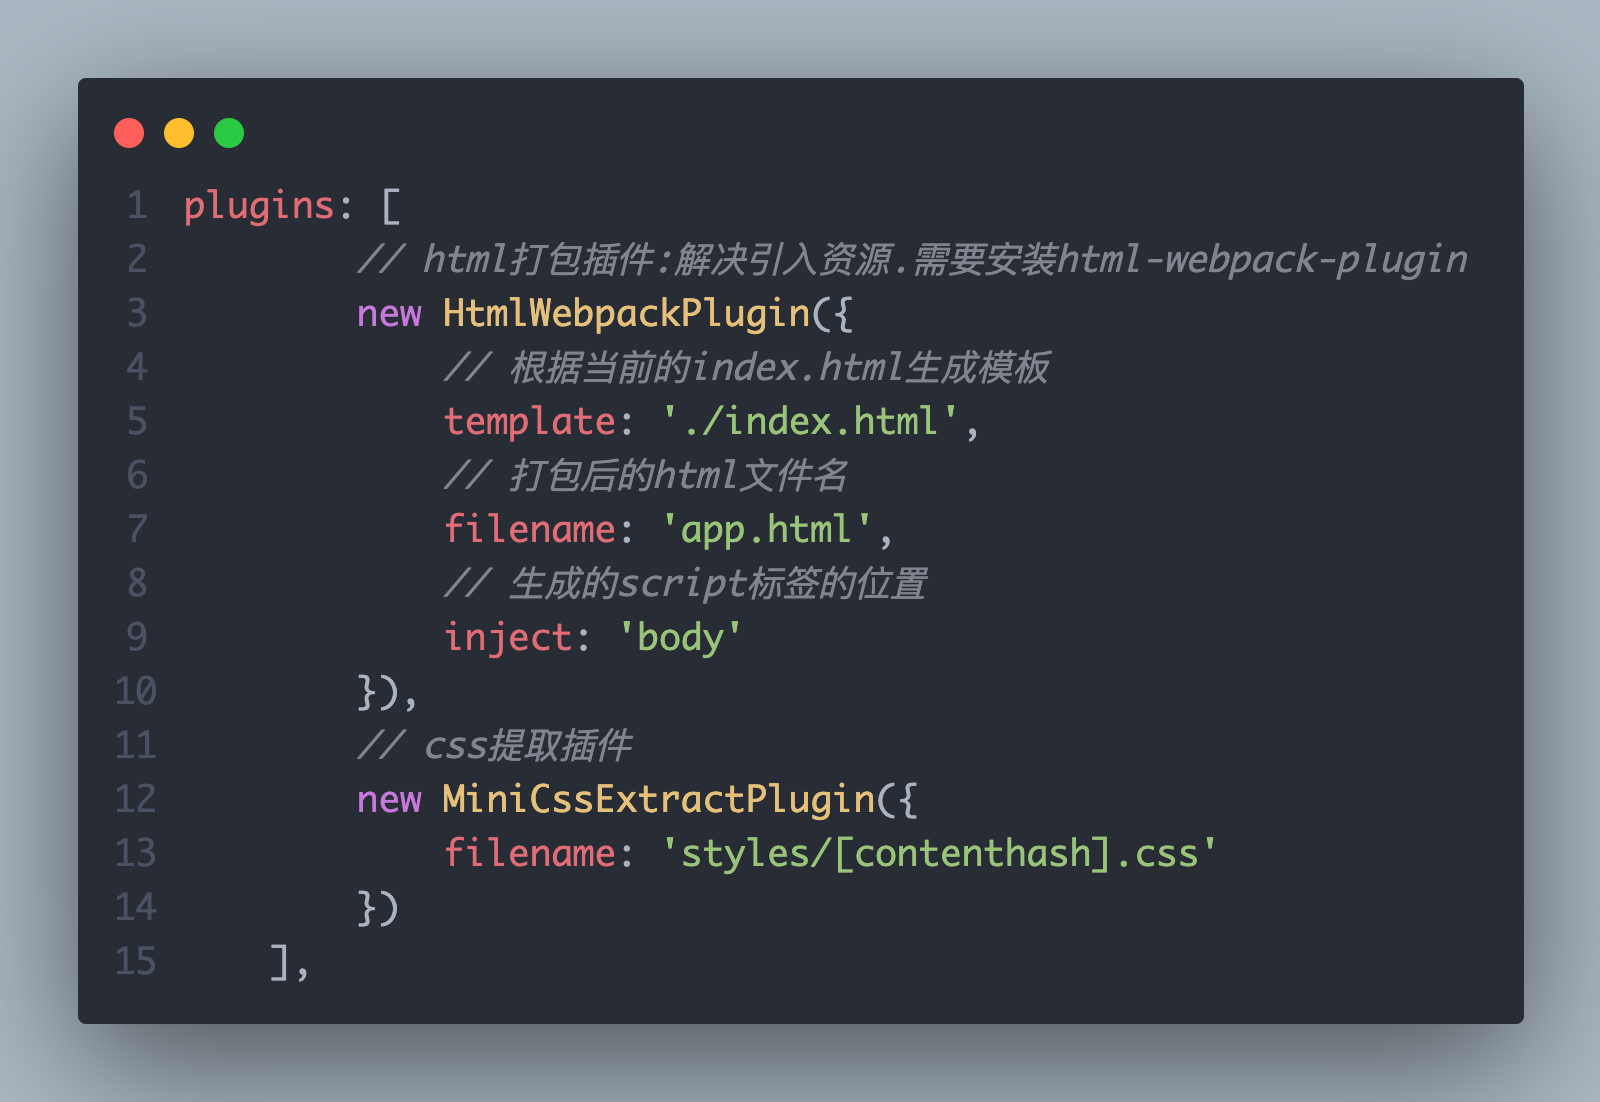 1 plugins: [
2 // html打包插件:解决引入资源.需要安装html-webpack-plugin
3 new HtmlWebpackPlugin({
4 // 根据当前的index.html生成模板
5 template: './index.html',
6 // 打包后的html文件名
7 filename: 'app.html',
8 // 生成的script标签的位置
9 inject: 'body'
10 }),
11 // css提取插件
12 new MiniCssExtractPlugin({
13 filename: 'styles/[contenthash].css'
14 })
15 ],